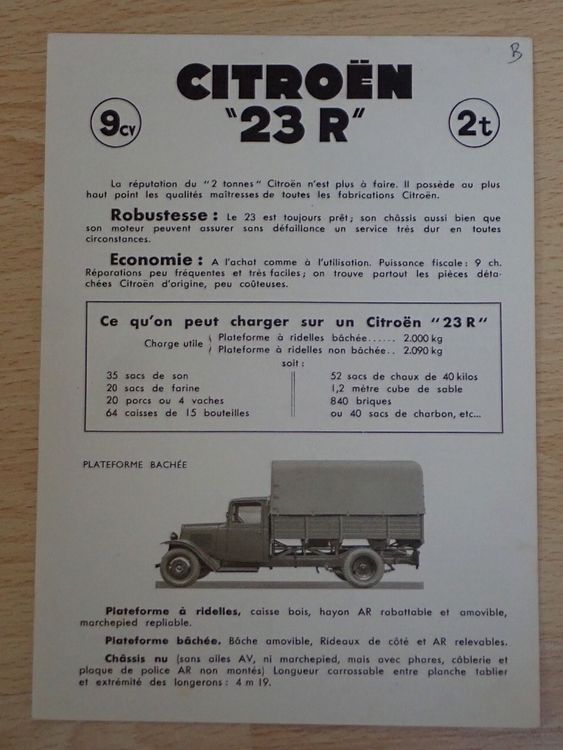 B
CITROËN
9cv "23 R" 2t
La réputation du "2 tonnes" Citroën n'est plus à faire. Il possède au plus
haut point les qualités maîtresses de toutes les fabrications Citroën.
Robustesse : Le 23 est toujours prêt; son châssis aussi bien que
son moteur peuvent assurer sans défaillance un service très dur en toutes
circonstances.
Economie : A l'achat comme à l'utilisation. Puissance fiscale : 9 ch.
Réparations peu fréquentes et très faciles; on trouve partout les pièces déta-
chées Citroën d'origine, peu coûteuses.
Ce qu'on peut charger sur un Citroën "23 R"
Charge utile { Plateforme à ridelles bâchée...... 2.000 kg
Plateforme à ridelles non bâchée.. 2.090 kg
soit :
35 sacs de son
20 sacs de farine
20 porcs ou 4 vaches
64 caisses de 15 bouteilles
52 sacs de chaux de 40 kilos
1,2 mètre cube de sable
840 briques
ou 40 sacs de charbon, etc...
PLATEFORME BACHÉE
Plateforme à ridelles, caisse bois, hayon AR rabattable et amovible,
marchepied repliable.
Plateforme bâchée. Bâche amovible, Rideaux de côté et AR relevables.
Châssis nu (sans ailes AV, ni marchepied, mais avec phares, câblerie et
plaque de police AR non montés) Longueur carrossable entre planche tablier
et extrémité des longerons : 4 m 19.